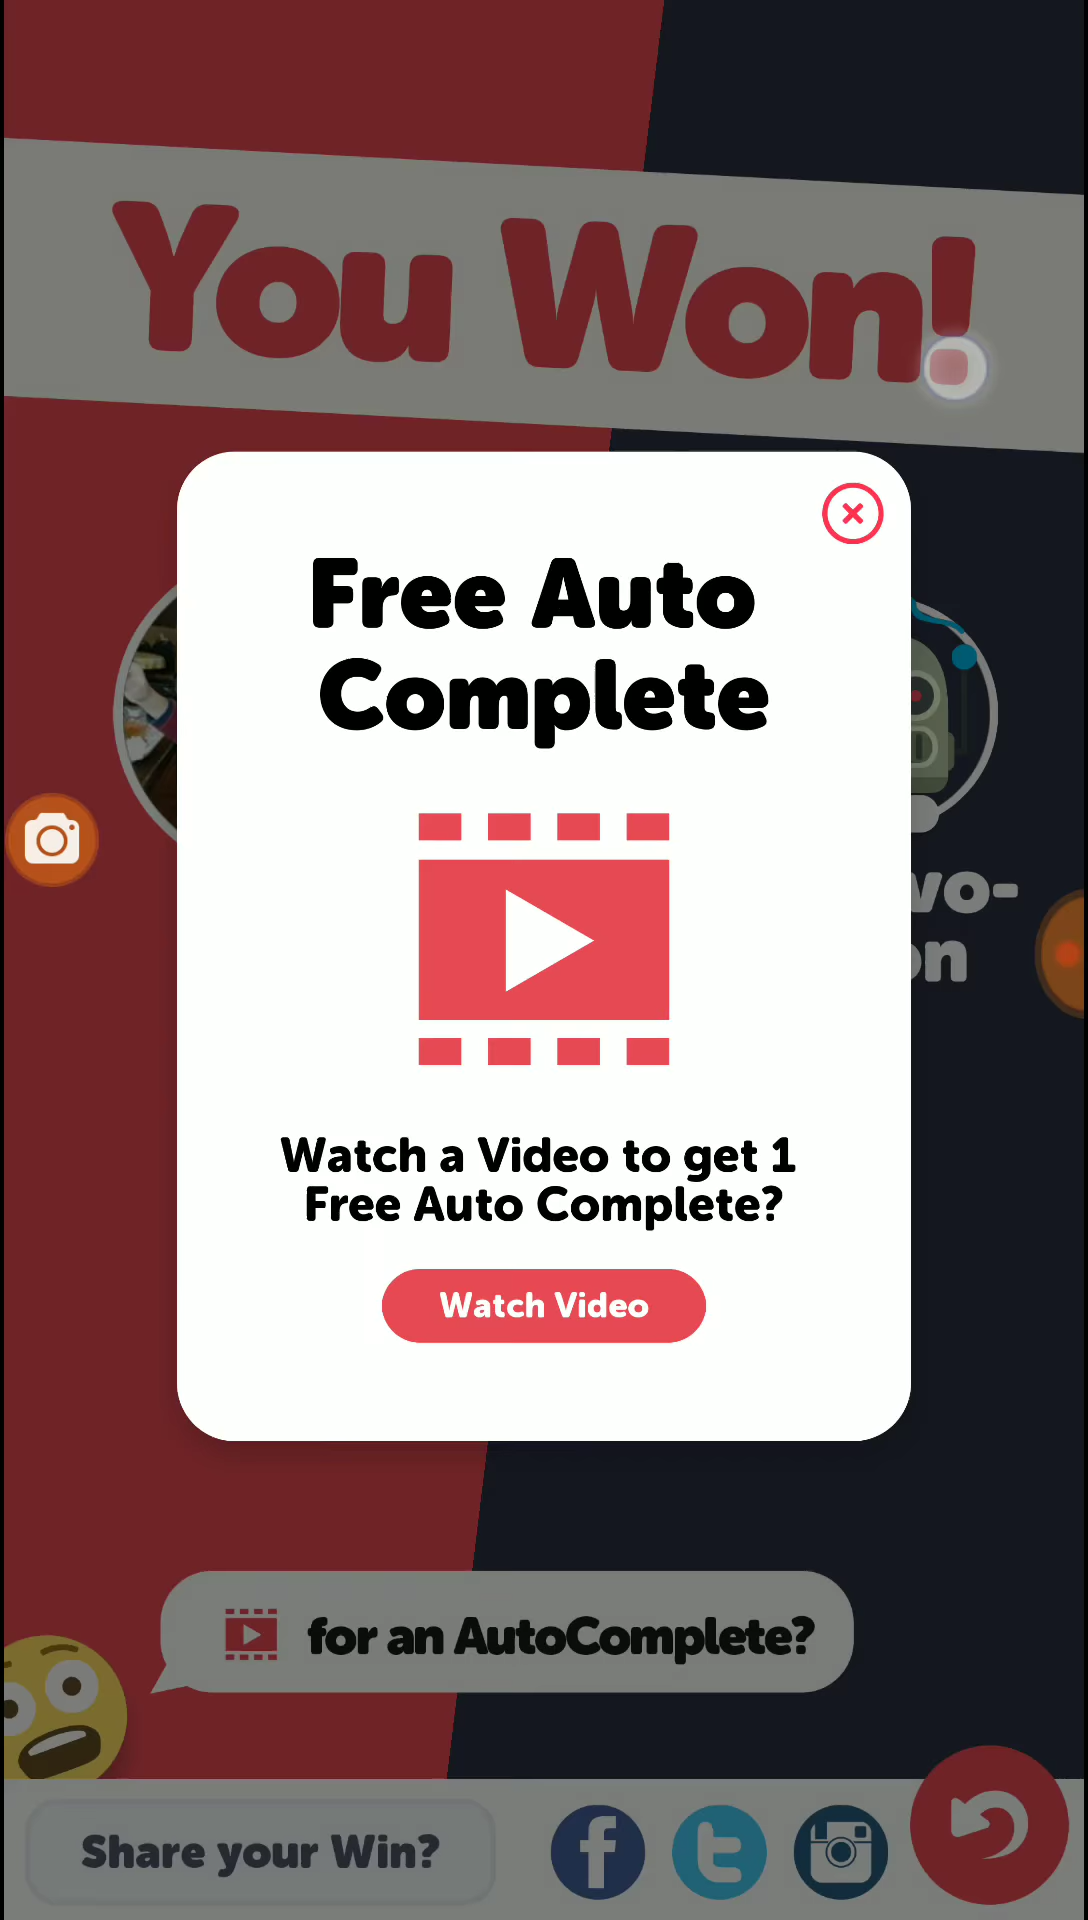 You Won!
Free Auto
Complete
Watch a Video to get 1
Free Auto Complete?
Watch Video
for an AutoComplete?
Share your Win?